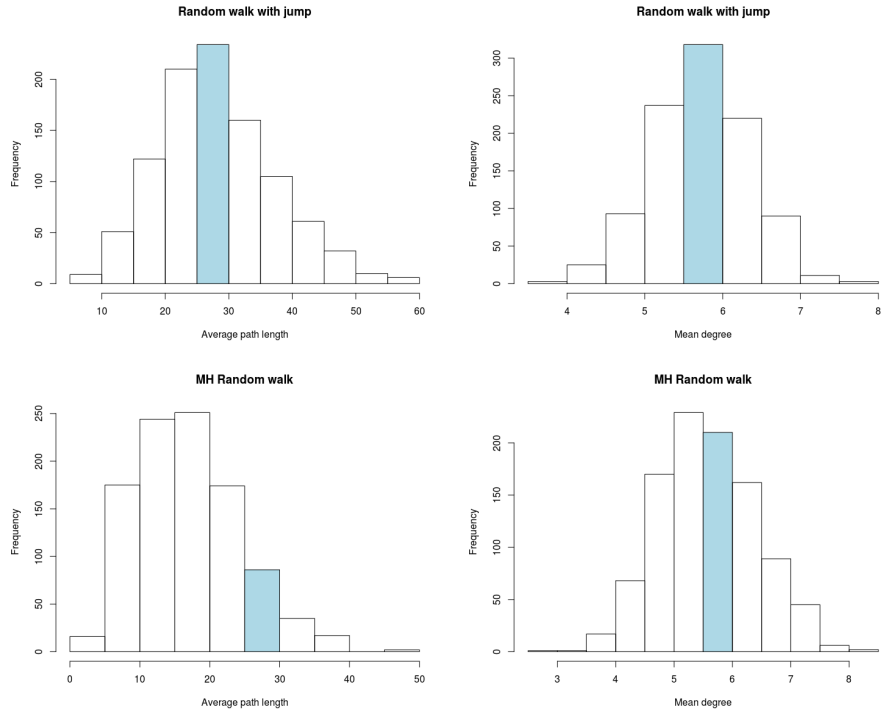 Random walk with jump
Frequency
0 50 100 150 200
10 20 30 40 50 60
Average path length
Random walk with jump
Frequency
0 50 100 150 200 250 300
4 5 6 7 8
Mean degree
MH Random walk
Frequency
0 50 100 150 200 250
0 10 20 30 40 50
Average path length
MH Random walk
Frequency
0 50 100 150 200
3 4 5 6 7 8
Mean degree